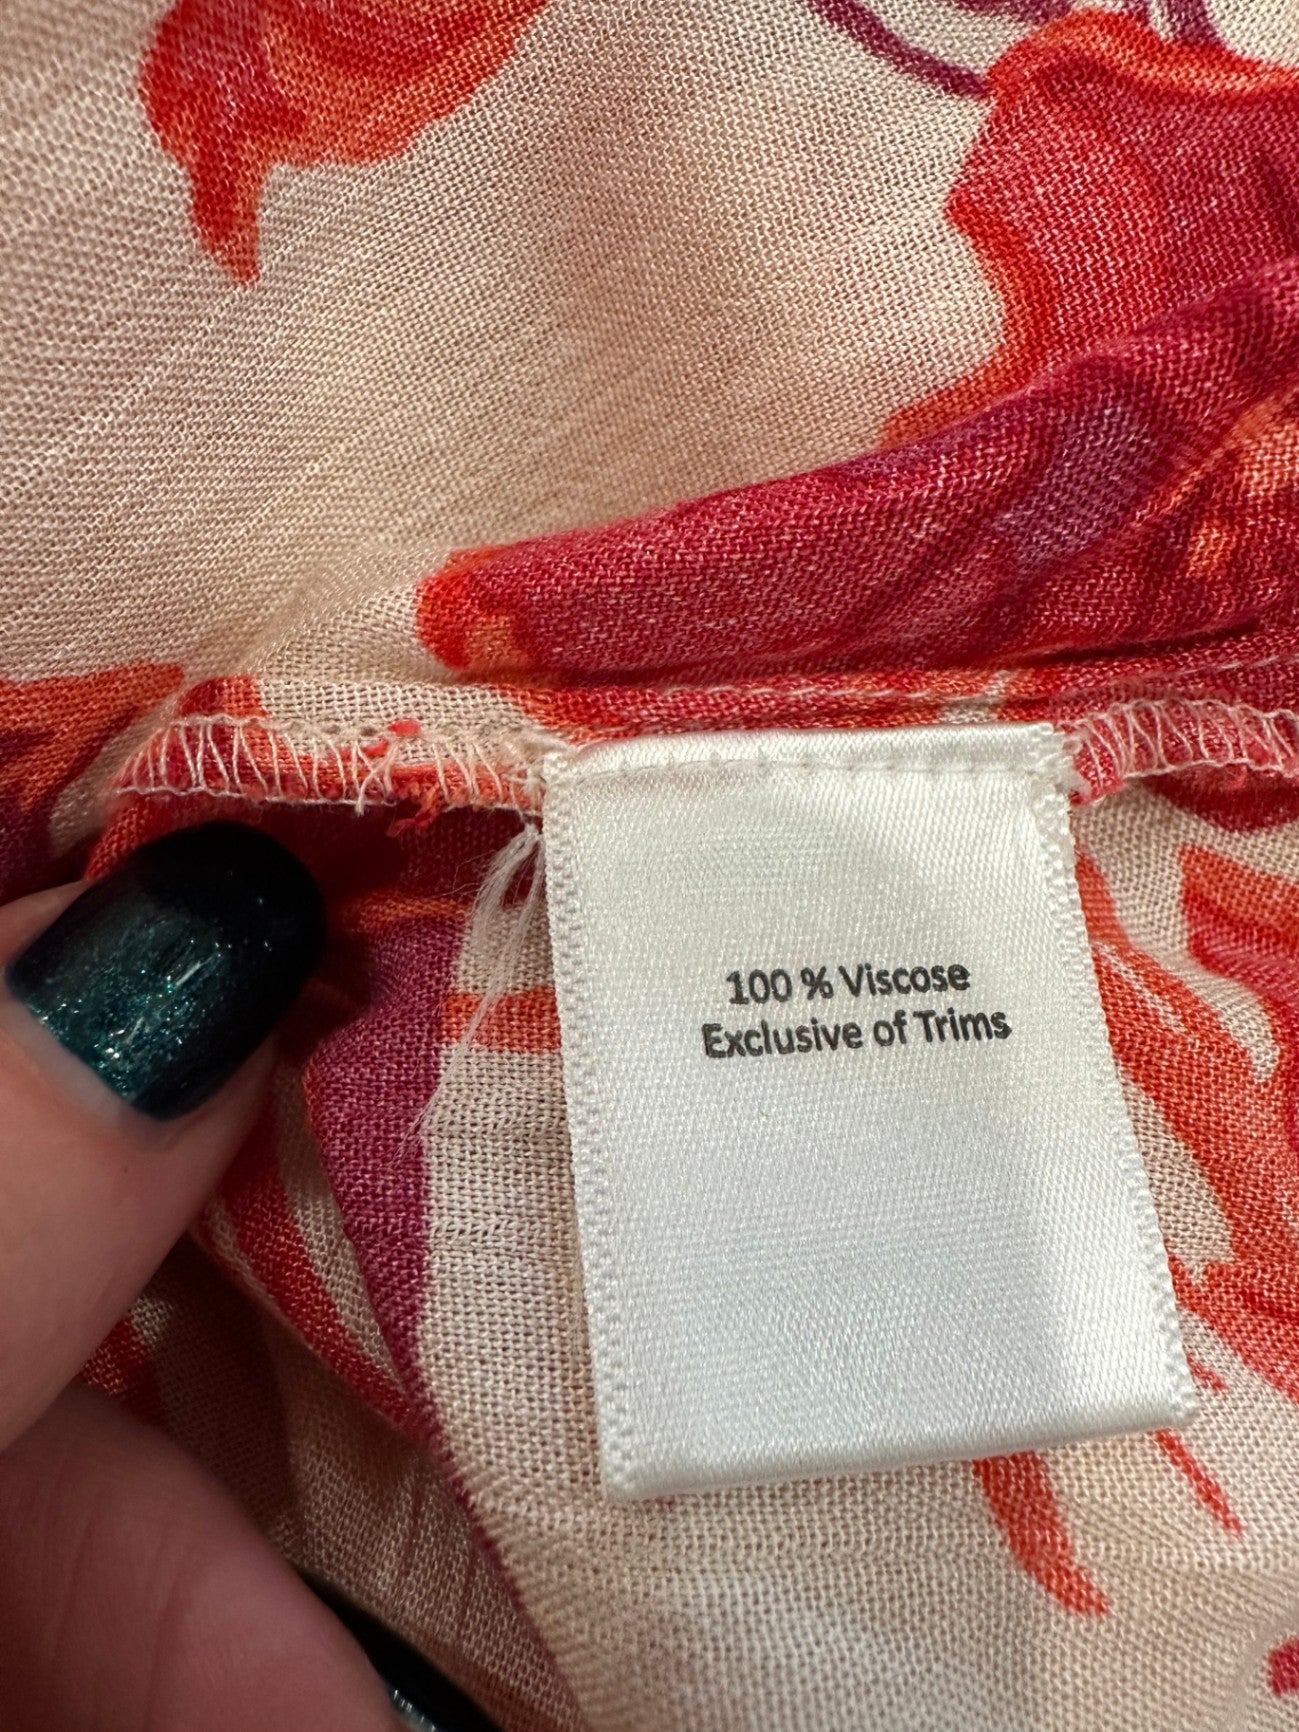 100 % Viscose
Exclusive of Trims